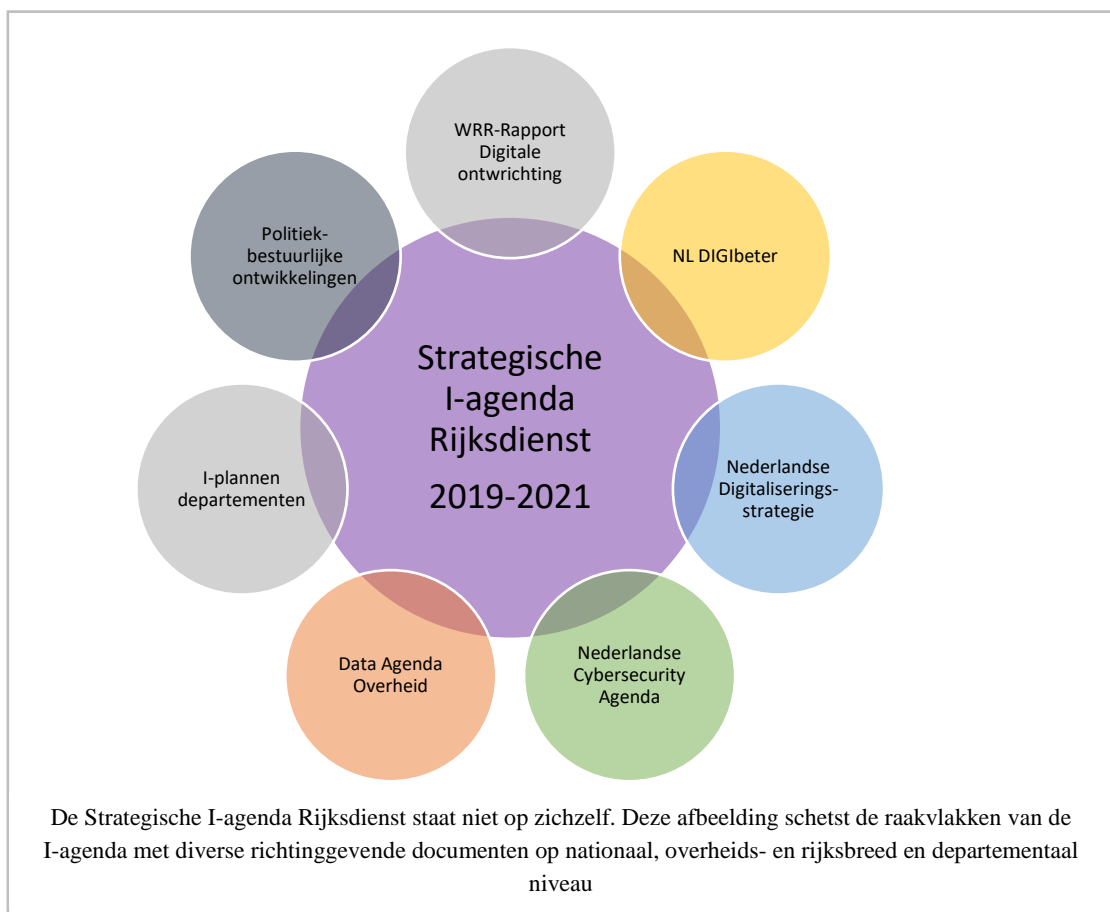 WRR-Rapport
Digitale
ontwrichting
Politiek-
bestuurlijke
ontwikkelingen
NL DIGIbeter
Strategische
I-agenda
Rijksdienst
2019-2021
I-plannen
departementen
Nederlandse
Digitaliserings-
strategie
Data Agenda
Overheid
Nederlandse
Cybersecurity
Agenda
De Strategische I-agenda Rijksdienst staat niet op zichzelf. Deze afbeelding schetst de raakvlakken van de
I-agenda met diverse richtinggevende documenten op nationaal, overheids- en rijksbreed en departementaal
niveau